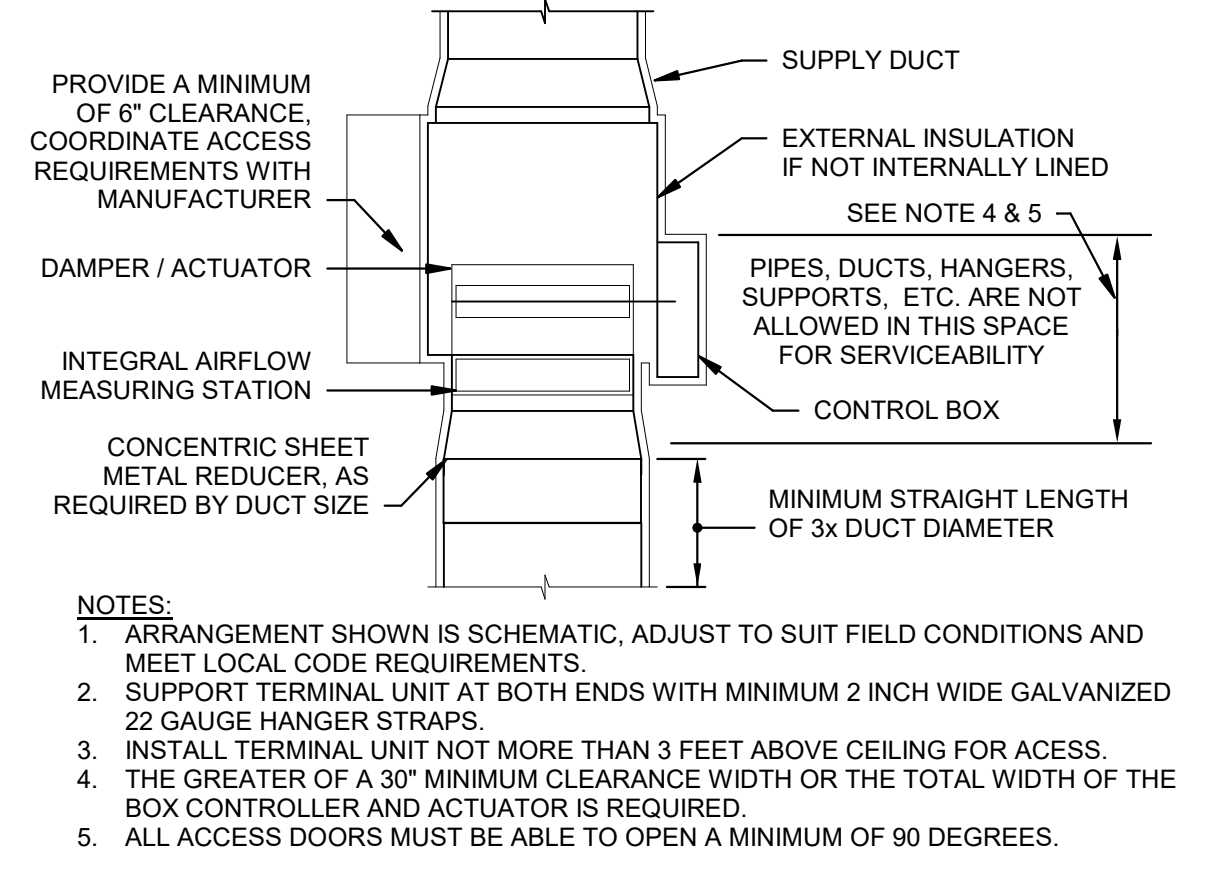 PROVIDE A MINIMUM
OF 6" CLEARANCE,
COORDINATE ACCESS
REQUIREMENTS WITH
MANUFACTURER
DAMPER / ACTUATOR
INTEGRAL AIRFLOW
MEASURING STATION
CONCENTRIC SHEET
METAL REDUCER, AS
REQUIRED BY DUCT SIZE
SUPPLY DUCT
EXTERNAL INSULATION
IF NOT INTERNALLY LINED
SEE NOTE 4 & 5
PIPES, DUCTS, HANGERS,
SUPPORTS, ETC. ARE NOT
ALLOWED IN THIS SPACE
FOR SERVICEABILITY
CONTROL BOX
MINIMUM STRAIGHT LENGTH
OF 3x DUCT DIAMETER
NOTES:
1. ARRANGEMENT SHOWN IS SCHEMATIC, ADJUST TO SUIT FIELD CONDITIONS AND
MEET LOCAL CODE REQUIREMENTS.
2. SUPPORT TERMINAL UNIT AT BOTH ENDS WITH MINIMUM 2 INCH WIDE GALVANIZED
22 GAUGE HANGER STRAPS.
3. INSTALL TERMINAL UNIT NOT MORE THAN 3 FEET ABOVE CEILING FOR ACESS.
4. THE GREATER OF A 30" MINIMUM CLEARANCE WIDTH OR THE TOTAL WIDTH OF THE
BOX CONTROLLER AND ACTUATOR IS REQUIRED.
5. ALL ACCESS DOORS MUST BE ABLE TO OPEN A MINIMUM OF 90 DEGREES.